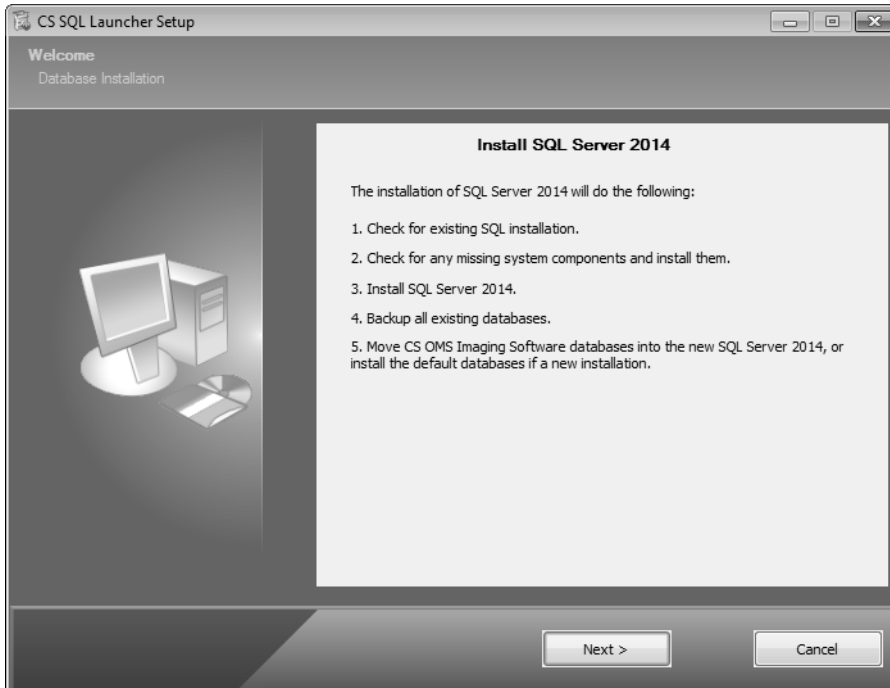 CS SQL Launcher Setup
Welcome
Database Installation
Install SQL Server 2014
The installation of SQL Server 2014 will do the following:
1. Check for existing SQL installation.
2. Check for any missing system components and install them.
3. Install SQL Server 2014.
4. Backup all existing databases.
5. Move CS OMS Imaging Software databases into the new SQL Server 2014, or
install the default databases if a new installation.
Next >
Cancel